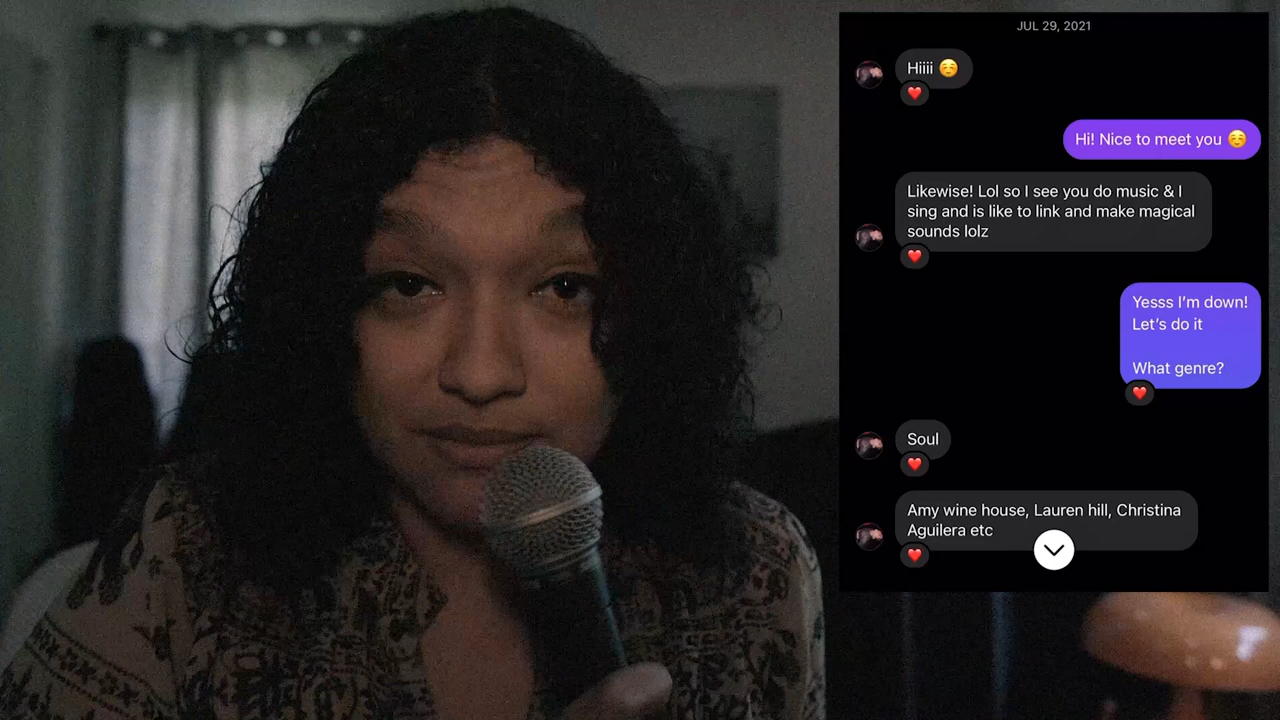 JUL 29, 2021
Hiiii ☺️
Hi! Nice to meet you ☺️
Likewise! Lol so I see you do music & I
sing and is like to link and make magical
sounds lolz
Yesss I'm down!
Let's do it
What genre?
Soul
Amy wine house, Lauren hill, Christina
Aguilera etc